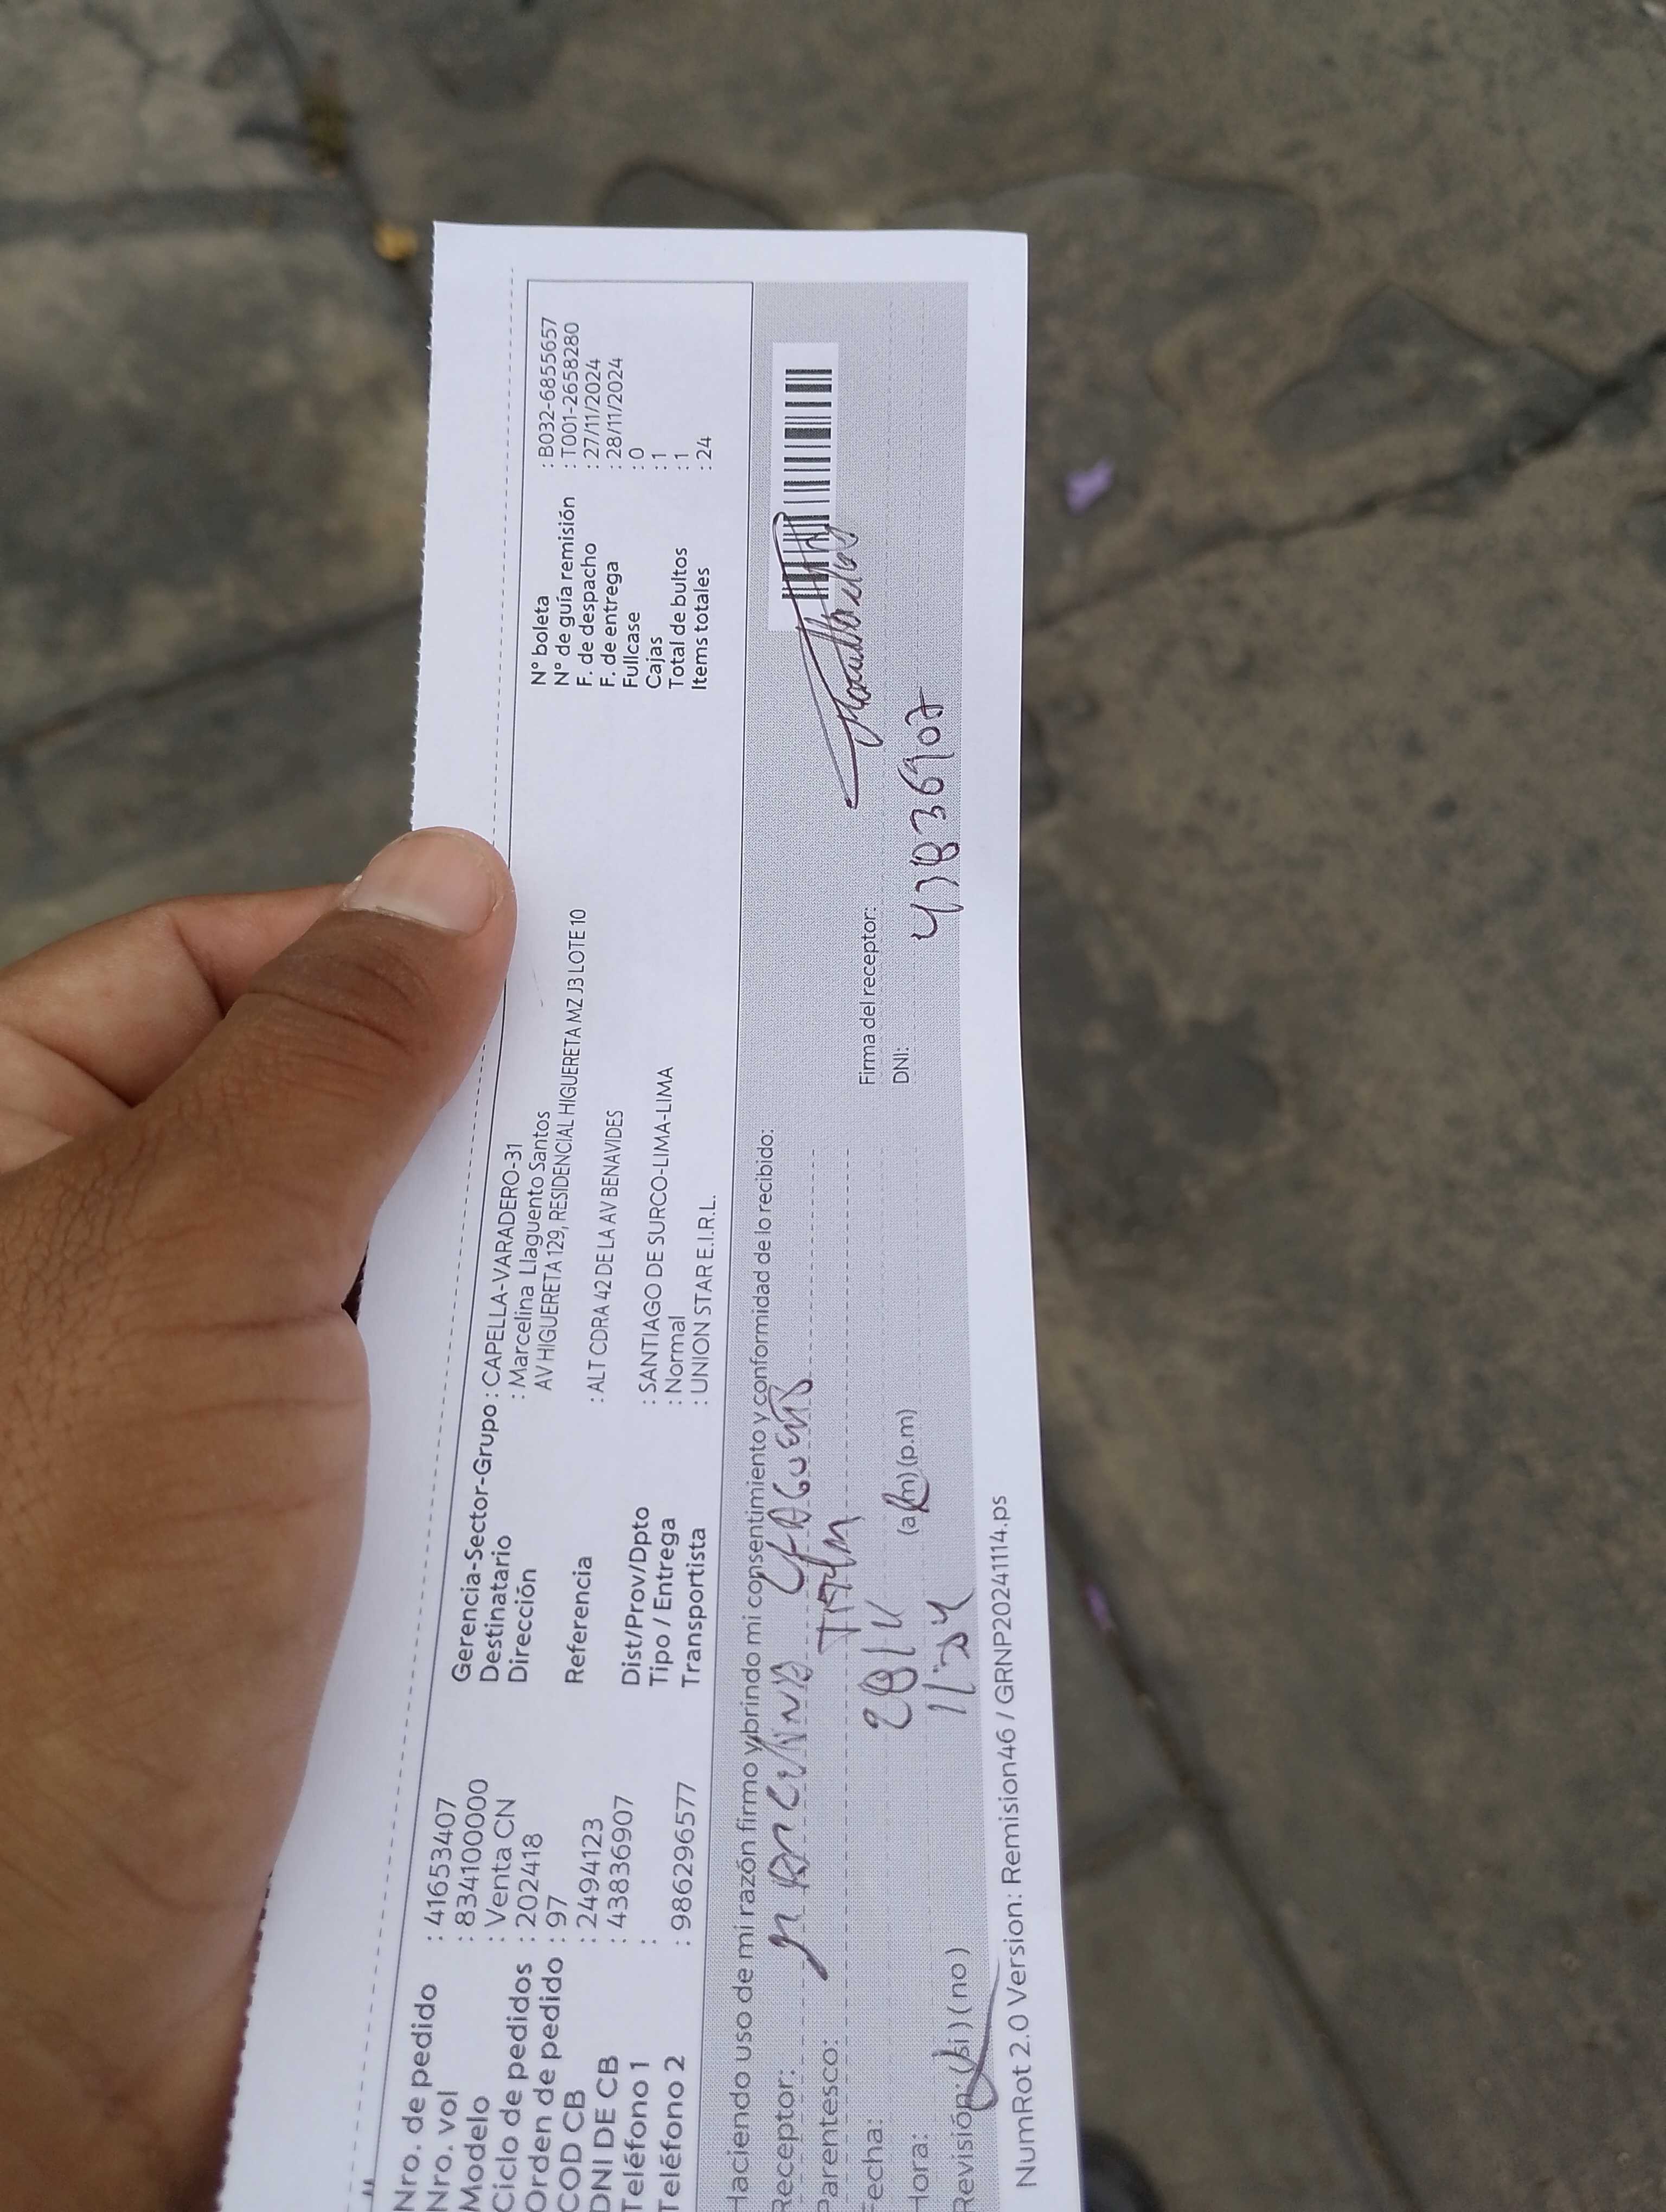 Nro. de pedido : 41653407
Nro. vol : 834100000
Modelo : Venta CN
Ciclo de pedidos : 202418
Orden de pedido : 97
COD CB : 2494123
DNI DE CB : 43836907
Teléfono 1 :
Teléfono 2 : 986296577
Gerencia-Sector-Grupo : CAPELLA-VARADERO-31
Destinatario : Marcelina Llaguento Santos
Dirección AV HIGUERETA 129, RESIDENCIAL HIGUERETA MZ J3 LOTE 10
Referencia : ALT CDRA 42 DE LA AV BENAVIDES
Dist/Prov/Dpto : SANTIAGO DE SURCO-LIMA-LIMA
Tipo / Entrega : Normal
Transportista : UNION STAR E.I.R.L.
N° boleta : B032-6855657
N° de guía remisión : T001-2658280
F. de despacho : 27/11/2024
F. de entrega : 28/11/2024
Fullcase : 0
Cajas : 1
Total de bultos : 1
Items totales : 24
Haciendo uso de mi razón firmo y brindo mi consentimiento y conformidad de lo recibido:
Receptor:
Parentesco:
Fecha:
Hora: (a.m) (p.m)
Revisión: (si) (no)
Firma del receptor:
DNI: 43836907
NumRot 2.0 Version: Remision46 / GRNP20241114.ps